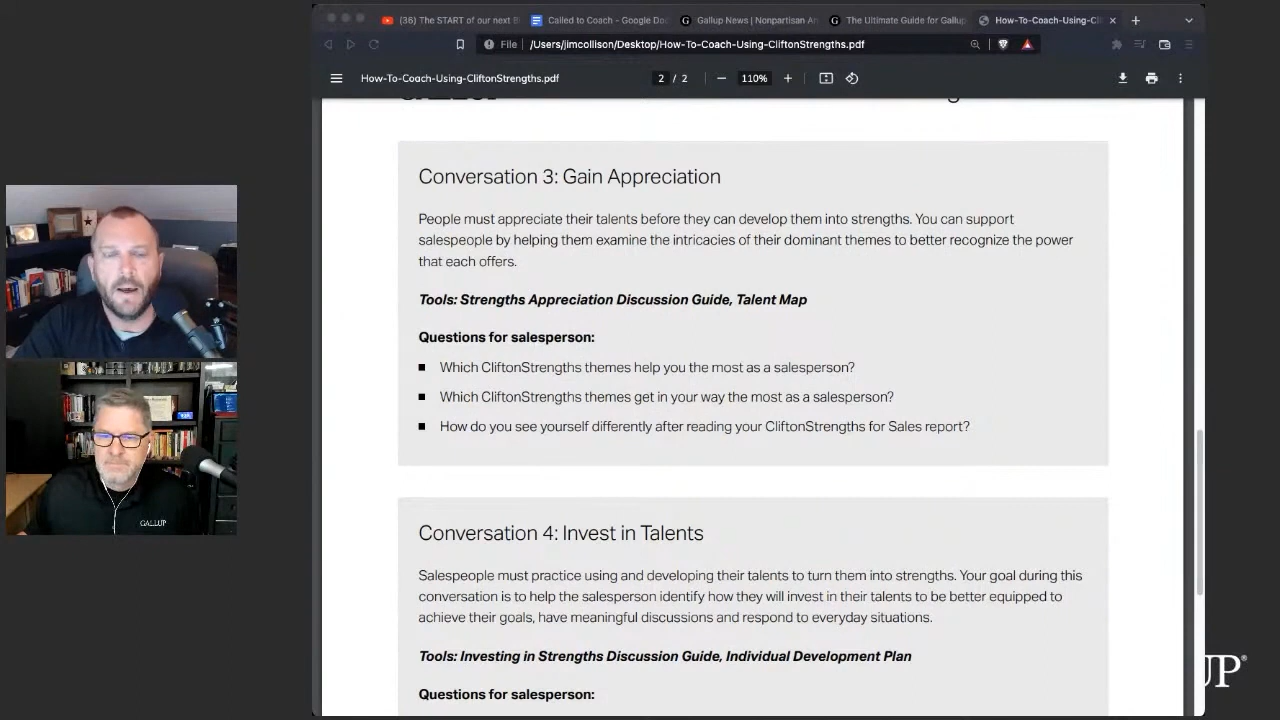 (36) The START of our next B
Called to Coach - Google Doc
Gallup News | Nonpartisan An
The Ultimate Guide for Gallup
How-To-Coach-Using-Cli
File
/Users/jimcollison/Desktop/How-To-Coach-Using-CliftonStrengths.pdf
How-To-Coach-Using-CliftonStrengths.pdf
2 / 2
110%
Conversation 3: Gain Appreciation
People must appreciate their talents before they can develop them into strengths. You can support
salespeople by helping them examine the intricacies of their dominant themes to better recognize the power
that each offers.
Tools: Strengths Appreciation Discussion Guide, Talent Map
Questions for salesperson:
Which CliftonStrengths themes help you the most as a salesperson?
Which CliftonStrengths themes get in your way the most as a salesperson?
How do you see yourself differently after reading your CliftonStrengths for Sales report?
Conversation 4: Invest in Talents
Salespeople must practice using and developing their talents to turn them into strengths. Your goal during this
conversation is to help the salesperson identify how they will invest in their talents to be better equipped to
achieve their goals, have meaningful discussions and respond to everyday situations.
Tools: Investing in Strengths Discussion Guide, Individual Development Plan
Questions for salesperson:
GALLUP
UP®